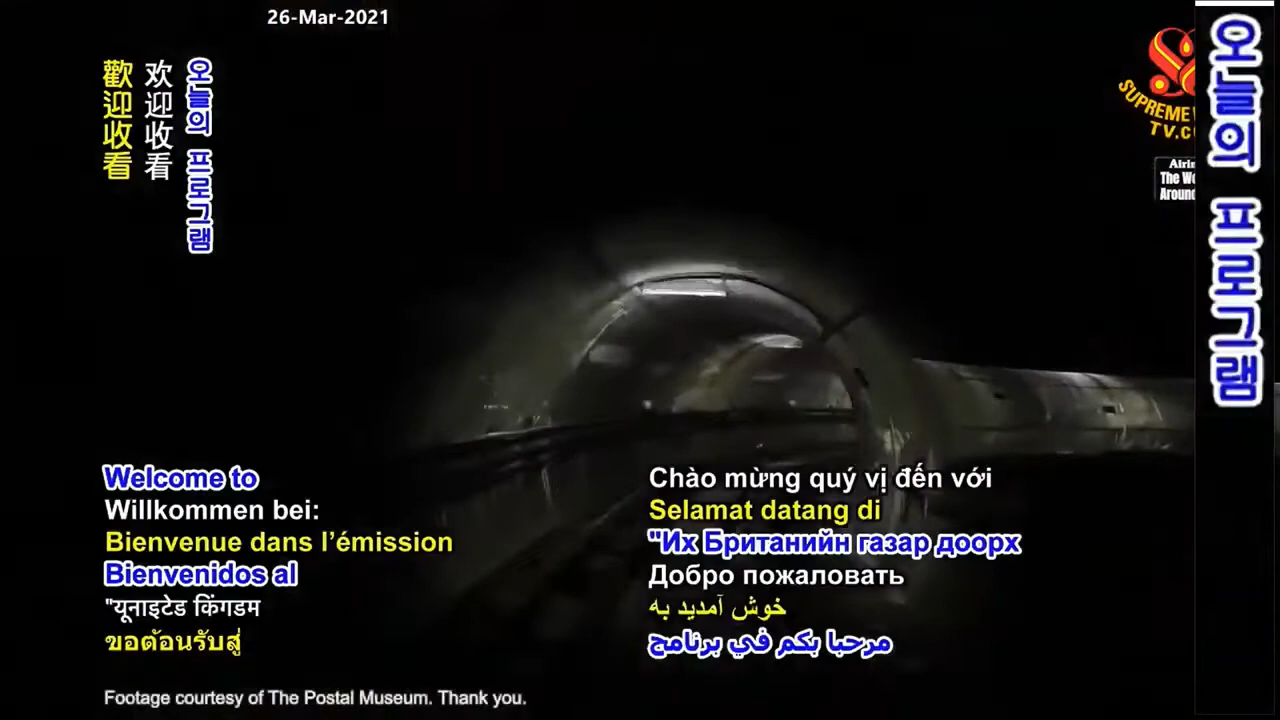 26-Mar-2021
歡迎收看
欢迎收看
오늘의 프로그램
SUPREME
TV.C
The
Around
Welcome to
Willkommen bei:
Bienvenue dans l’émission
Bienvenidos al
"यूनाइटेड किंगडम
ขอต้อนรับสู่
Chào mừng quý vị đến với
Selamat datang di
"Их Британийн газар доорх
Добро пожаловать
خوش آمدید به
مرحبا بكم في برنامج
Footage courtesy of The Postal Museum. Thank you.
오늘의 프로그램